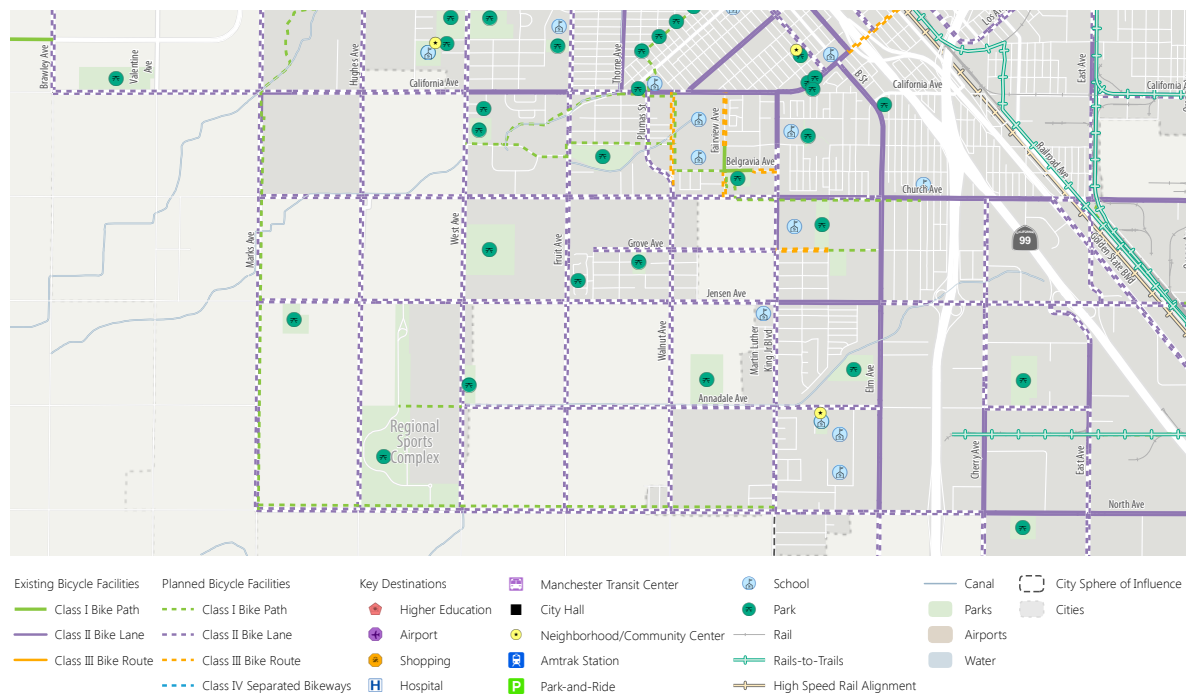 Los A
Brawley Ave
Valentine
Ave
Hughes Ave
Thorne Ave
B St
East Ave
California Ave
California Ave
California A
Plumas St
Fairview Ave
Railroad Ave
Belgravia Ave
Church Ave
Marks Ave
West Ave
Fruit Ave
Grove Ave
CALIFORNIA
99
Golden State Blvd
Jensen Ave
Walnut Ave
Martin Luther
King Jr Blvd
Elm Ave
Annadale Ave
Regional
Sports
Complex
Cherry Ave
East Ave
North Ave
Existing Bicycle Facilities
Class I Bike Path
Class II Bike Lane
Class III Bike Route
Planned Bicycle Facilities
Class I Bike Path
Class II Bike Lane
Class III Bike Route
Class IV Separated Bikeways
Key Destinations
Higher Education
Airport
Shopping
H Hospital
Manchester Transit Center
City Hall
Neighborhood/Community Center
Amtrak Station
P Park-and-Ride
School
Park
Rail
Rails-to-Trails
High Speed Rail Alignment
Canal
Parks
Airports
Water
City Sphere of Influence
Cities